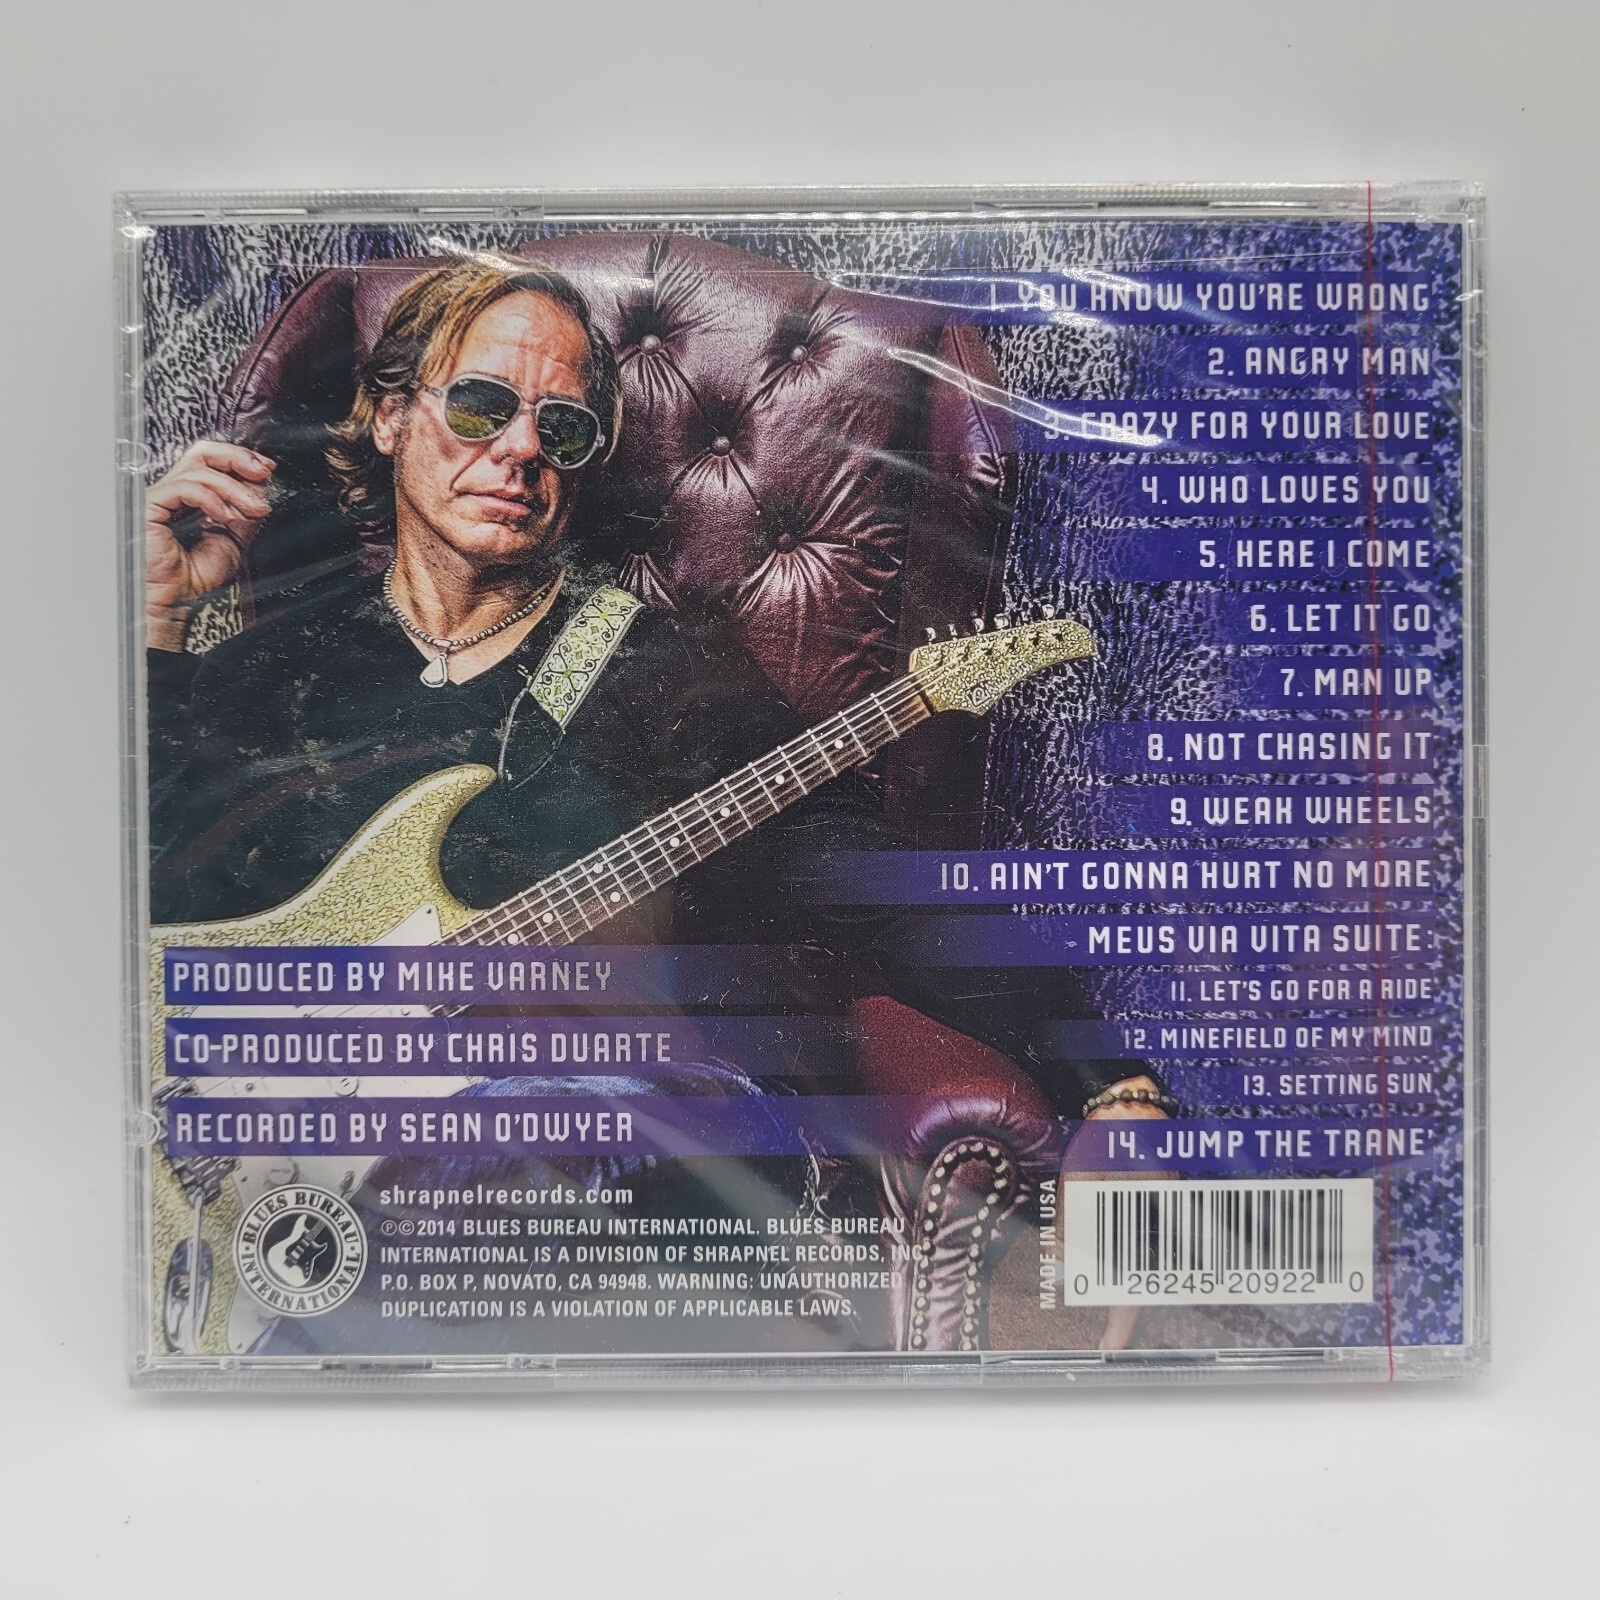 1. YOU KNOW YOU'RE WRONG
2. ANGRY MAN
3. CRAZY FOR YOUR LOVE
4. WHO LOVES YOU
5. HERE I COME
6. LET IT GO
7. MAN UP
8. NOT CHASING IT
9. WEAK WHEELS
10. AIN'T GONNA HURT NO MORE
MEUS VIA VITA SUITE:
11. LET'S GO FOR A RIDE
12. MINEFIELD OF MY MIND
13. SETTING SUN
14. JUMP THE TRANE'
PRODUCED BY MIKE VARNEY
CO-PRODUCED BY CHRIS DUARTE
RECORDED BY SEAN O'DWYER
BLUES BUREAU INTERNATIONAL
shrapnelrecords.com
℗©2014 BLUES BUREAU INTERNATIONAL. BLUES BUREAU
INTERNATIONAL IS A DIVISION OF SHRAPNEL RECORDS, INC.
P.O. BOX P, NOVATO, CA 94948. WARNING: UNAUTHORIZED
DUPLICATION IS A VIOLATION OF APPLICABLE LAWS.
MADE IN USA
0 26245 20922 0